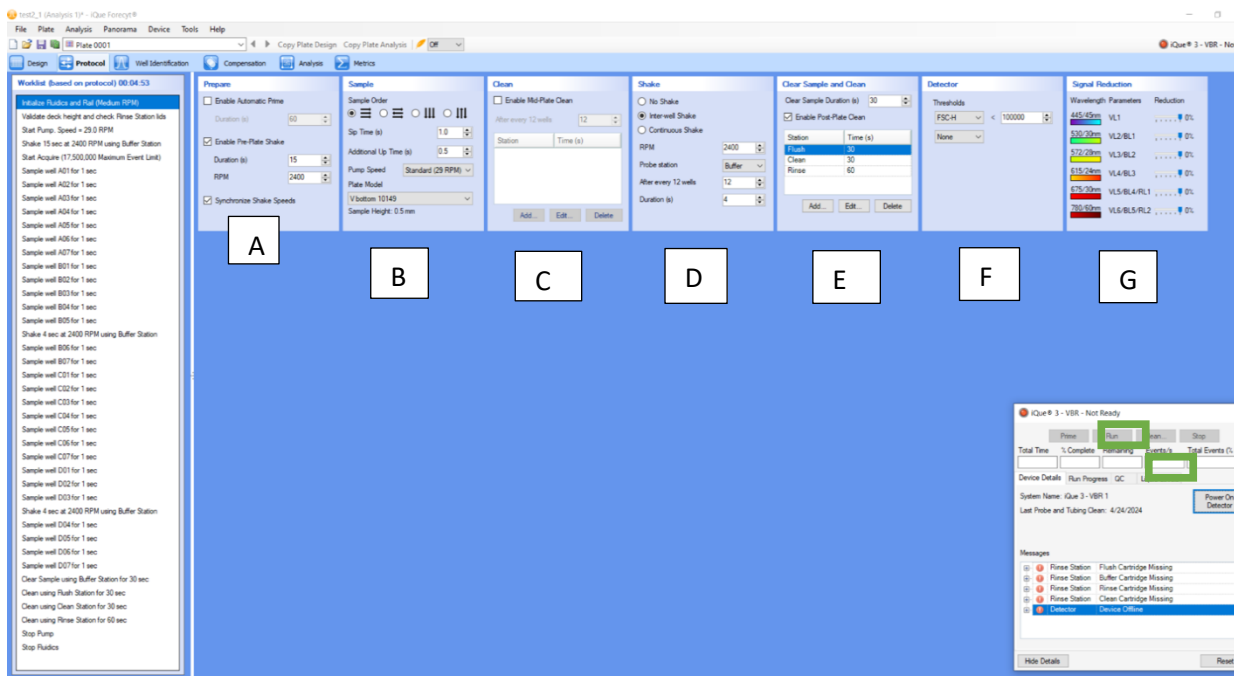 test2_1 (Analysis 1)* - iQue Forecyt®
File Plate Analysis Panorama Device Tools Help
Plate 0001 Copy Plate Design Copy Plate Analysis Off iQue® 3 - VBR - No
Design Protocol Well Identification Compensation Analysis Metrics
Worklist (based on protocol) 00:04:53
Initialize Fluidics and Rail (Medium RPM)
Validate deck height and check Rinse Station lids
Start Pump. Speed = 29.0 RPM
Shake 15 sec at 2400 RPM using Buffer Station
Start Acquire (17,500,000 Maximum Event Limit)
Sample well A01 for 1 sec
Sample well A02 for 1 sec
Sample well A03 for 1 sec
Sample well A04 for 1 sec
Sample well A05 for 1 sec
Sample well A06 for 1 sec
Sample well A07 for 1 sec
Sample well B01 for 1 sec
Sample well B02 for 1 sec
Sample well B03 for 1 sec
Sample well B04 for 1 sec
Sample well B05 for 1 sec
Shake 4 sec at 2400 RPM using Buffer Station
Sample well B06 for 1 sec
Sample well B07 for 1 sec
Sample well C01 for 1 sec
Sample well C02 for 1 sec
Sample well C03 for 1 sec
Sample well C04 for 1 sec
Sample well C05 for 1 sec
Sample well C06 for 1 sec
Sample well C07 for 1 sec
Sample well D01 for 1 sec
Sample well D02 for 1 sec
Sample well D03 for 1 sec
Shake 4 sec at 2400 RPM using Buffer Station
Sample well D04 for 1 sec
Sample well D05 for 1 sec
Sample well D06 for 1 sec
Sample well D07 for 1 sec
Clear Sample using Buffer Station for 30 sec
Clean using Flush Station for 30 sec
Clean using Clean Station for 30 sec
Clean using Rinse Station for 60 sec
Stop Pump
Stop Fluidics
Prepare
Enable Automatic Prime
Duration (s) 60
Enable Pre-Plate Shake
Duration (s) 15
RPM 2400
Synchronize Shake Speeds
A
Sample
Sample Order
Sip Time (s) 1.0
Additional Up Time (s) 0.5
Pump Speed Standard (29 RPM)
Plate Model
V bottom 10149
Sample Height: 0.5 mm
B
Clean
Enable Mid-Plate Clean
After every 12 wells 12
Station Time (s)
Add... Edit... Delete
C
Shake
No Shake
Inter-well Shake
Continuous Shake
RPM 2400
Probe station Buffer
After every 12 wells 12
Duration (s) 4
D
Clear Sample and Clean
Clear Sample Duration (s) 30
Enable Post-Plate Clean
Station Time (s)
Flush 30
Clean 30
Rinse 60
Add... Edit... Delete
E
Detector
Thresholds
FSC-H < 100000
None
F
Signal Reduction
Wavelength Parameters Reduction
445/45nm VL1 0%
530/30nm VL2/BL1 0%
572/28nm VL3/BL2 0%
615/24nm VL4/BL3 0%
675/30nm VL5/BL4/RL1 0%
780/60nm VL6/BL5/RL2 0%
G
iQue® 3 - VBR - Not Ready
Prime Run Stop
Total Time % Complete Remaining Events/s Total Events (%
Device Details Run Progress QC
System Name: iQue 3 - VBR 1
Last Probe and Tubing Clean: 4/24/2024
Power On
Detector
Messages
Rinse Station Flush Cartridge Missing
Rinse Station Buffer Cartridge Missing
Rinse Station Rinse Cartridge Missing
Rinse Station Clean Cartridge Missing
Detector Device Offline
Hide Details Reset